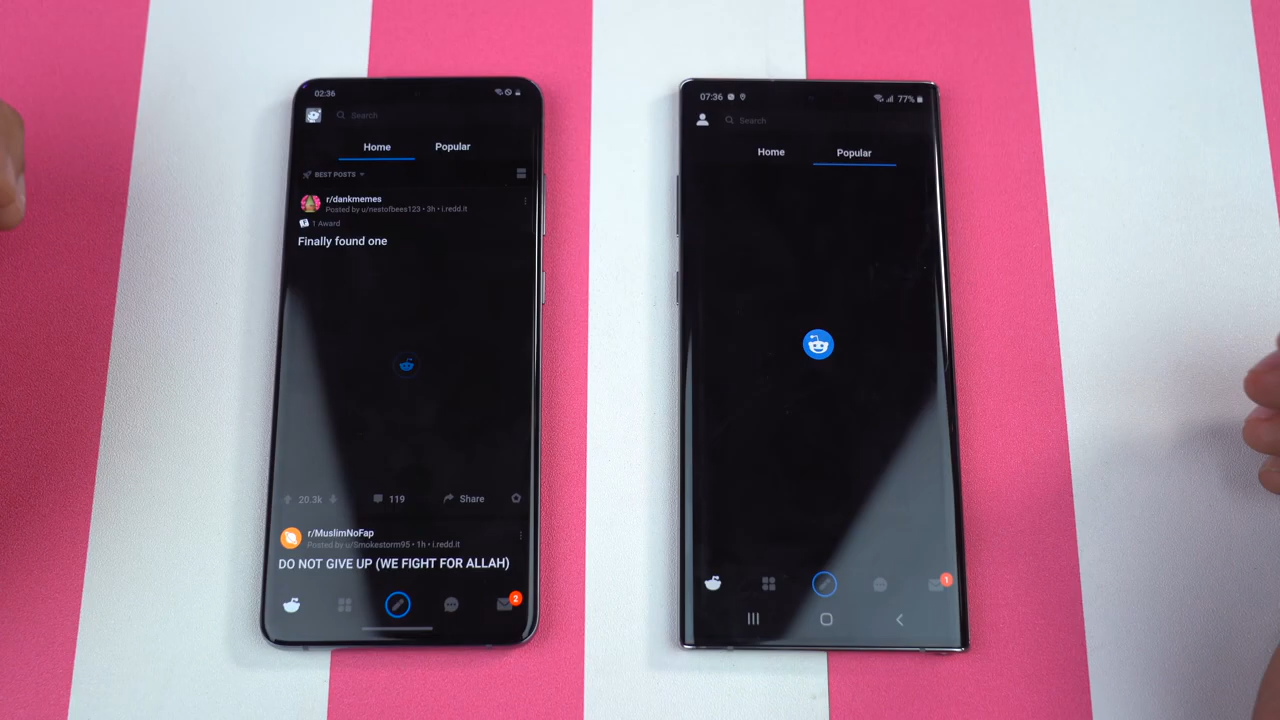 02:36
Search
Home Popular
BEST POSTS
r/dankmemes
Posted by u/nestofbees123 • 3h • i.redd.it
1 Award
Finally found one
20.3k 119 Share
r/MuslimNoFap
Posted by u/Smokestorm95 • 1h • i.redd.it
DO NOT GIVE UP (WE FIGHT FOR ALLAH)
2
07:36 77%
Search
Home Popular
1